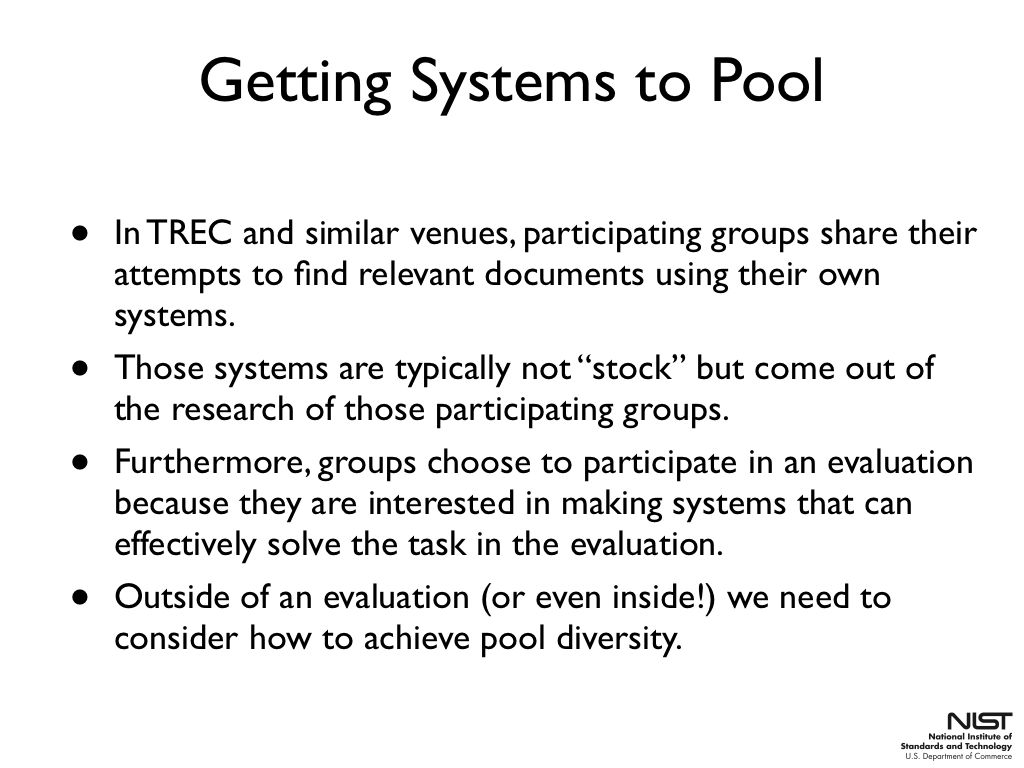 Getting Systems to Pool
• In TREC and similar venues, participating groups share their
attempts to find relevant documents using their own
systems.
• Those systems are typically not “stock” but come out of
the research of those participating groups.
• Furthermore, groups choose to participate in an evaluation
because they are interested in making systems that can
effectively solve the task in the evaluation.
• Outside of an evaluation (or even inside!) we need to
consider how to achieve pool diversity.
NIST
National Institute of
Standards and Technology
U.S. Department of Commerce